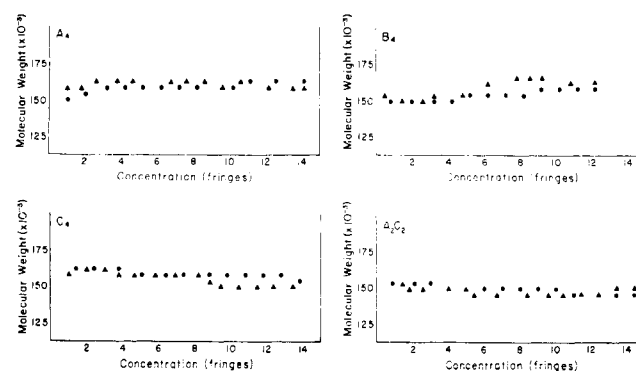 A₄
Molecular Weight (x10⁻³)
175
150
125
2 4 6 8 10 12 14
Concentration (fringes)
B₄
Molecular Weight (x10⁻³)
175
150
125
0 2 4 6 8 10 12 14
Concentration (fringes)
C₄
Molecular Weight (x10⁻³)
175
150
125
2 4 6 8 10 12 14
Concentration (fringes)
A₂C₂
Molecular Weight (x10⁻³)
175
150
125
0 2 4 6 8 10 12 14
Concentration (fringes)